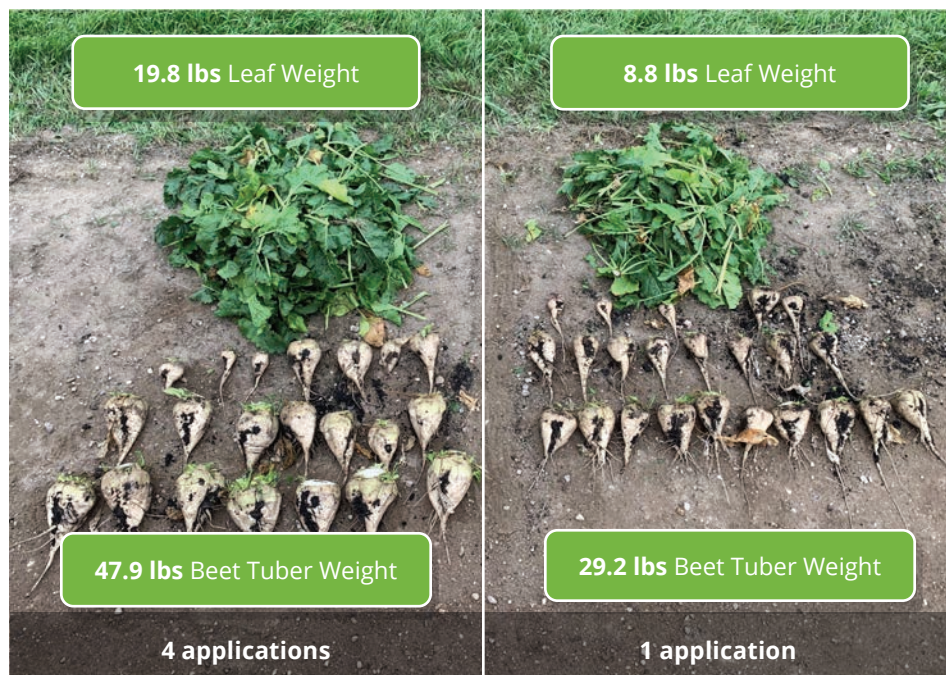 19.8 lbs Leaf Weight
8.8 lbs Leaf Weight
47.9 lbs Beet Tuber Weight
29.2 lbs Beet Tuber Weight
4 applications
1 application